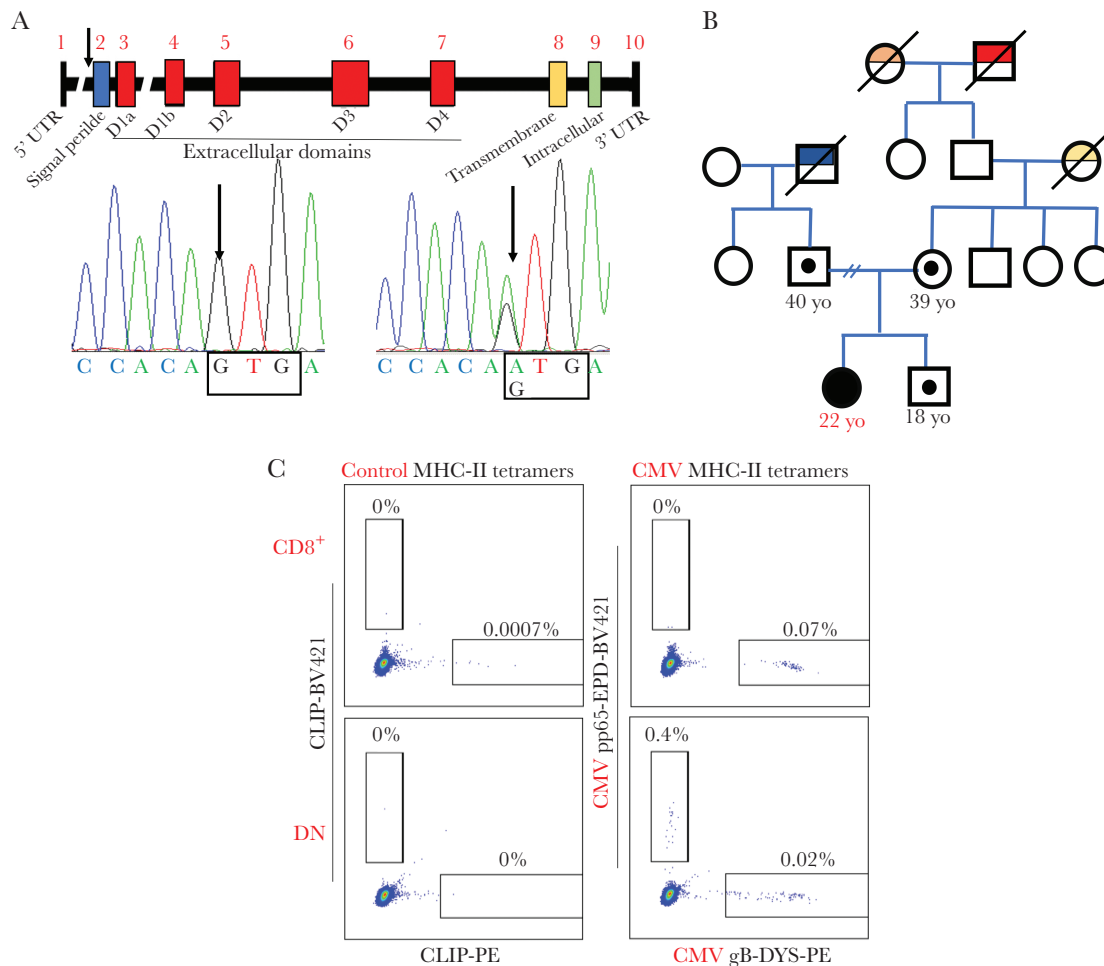 A
1 2 3 4 5 6 7 8 9 10
5' UTR
Signal perilde
D1a
D1b
D2
D3
D4
Transmembrane
Intracellular
3' UTR
Extracellular domains
C C A C A G T G A
C C A C A A T G A
G
B
40 yo
39 yo
22 yo
18 yo
C
Control MHC-II tetramers
CMV MHC-II tetramers
CD8+
DN
CLIP-BV421
CMV pp65-EPD-BV421
0%
0.0007%
0%
0.07%
0%
0%
0.4%
0.02%
CLIP-PE
CMV gB-DYS-PE